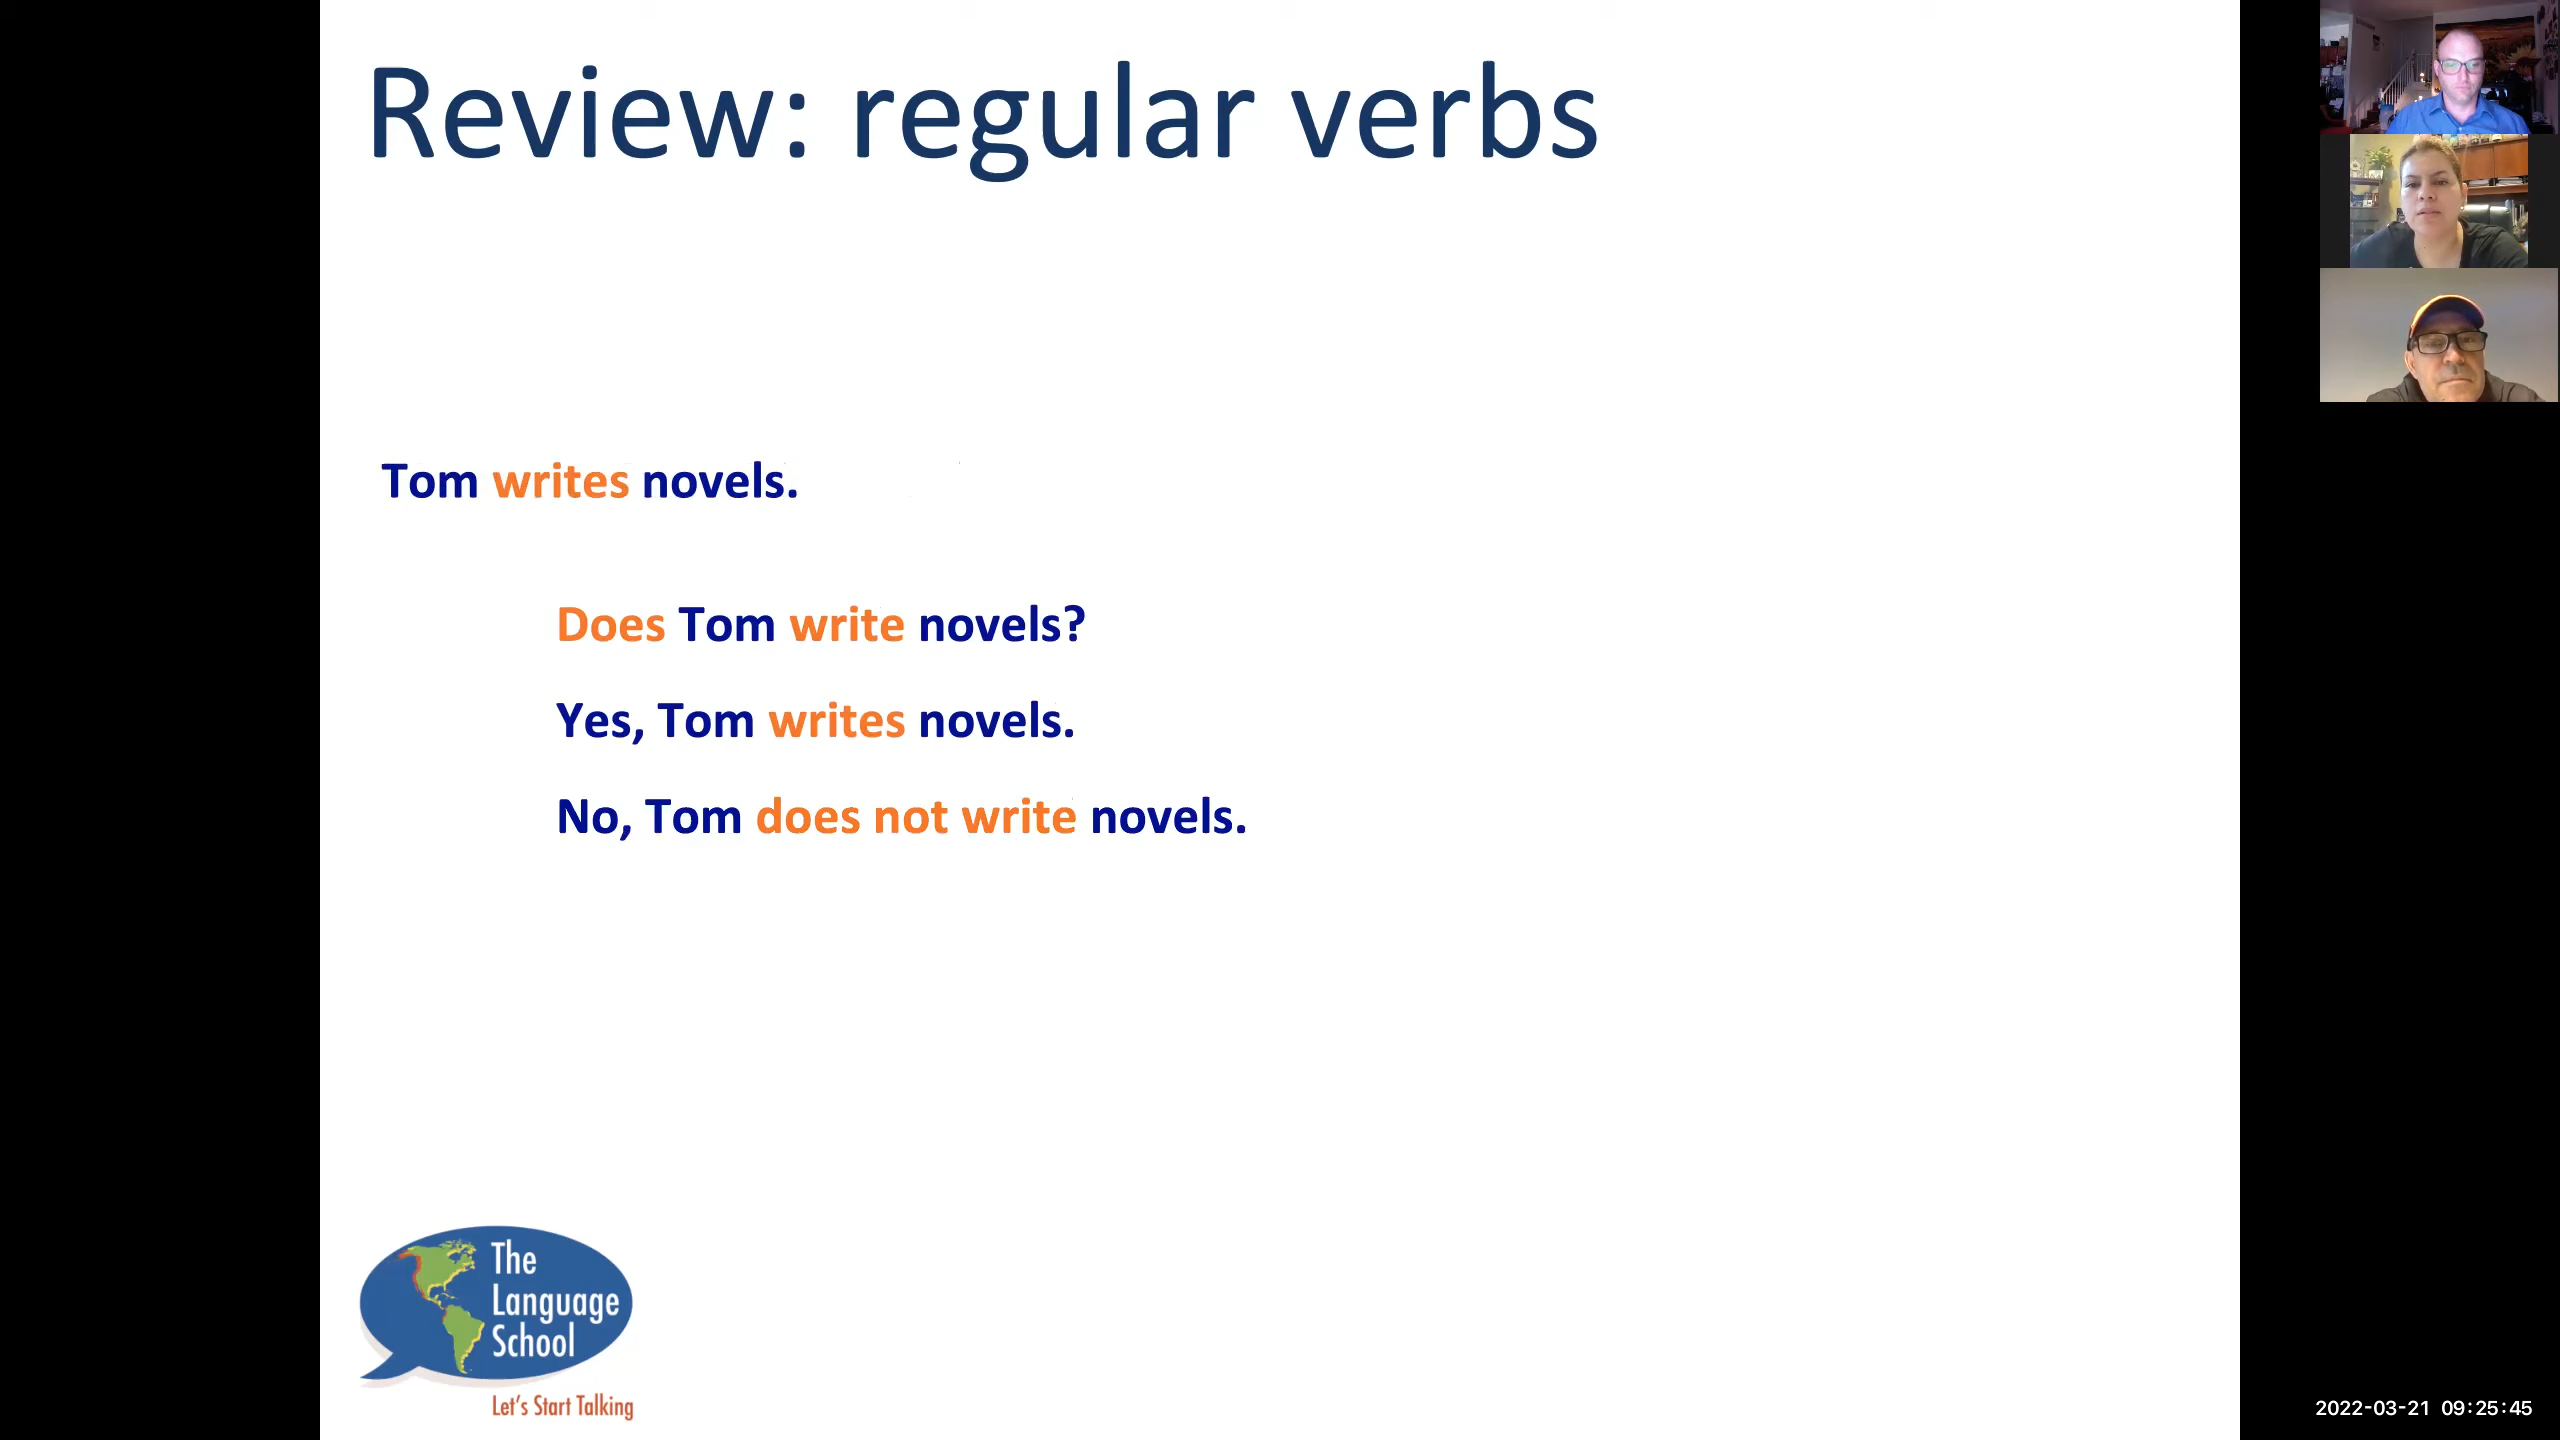 Review: regular verbs
Tom writes novels.
Does Tom write novels?
Yes, Tom writes novels.
No, Tom does not write novels.
The
Language
School
Let's Start Talking
2022-03-21 09:25:45